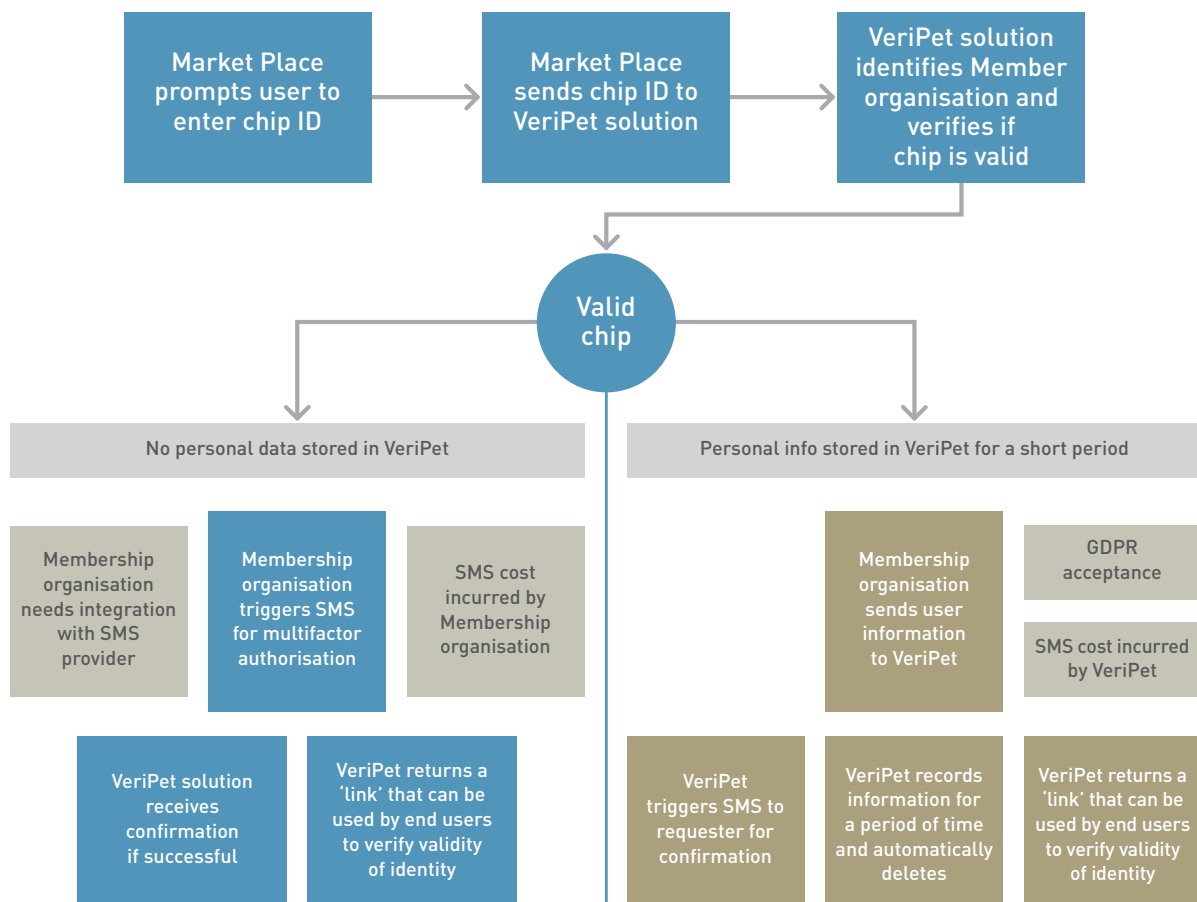 Market Place
prompts user to
enter chip ID
Market Place
sends chip ID to
VeriPet solution
VeriPet solution
identifies Member
organisation and
verifies if
chip is valid
Valid
chip
No personal data stored in VeriPet
Membership
organisation
needs integration
with SMS
provider
Membership
organisation
triggers SMS
for multifactor
authorisation
SMS cost
incurred by
Membership
organisation
VeriPet solution
receives
confirmation
if successful
VeriPet returns a
‘link’ that can be
used by end users
to verify validity
of identity
Personal info stored in VeriPet for a short period
Membership
organisation
sends user
information
to VeriPet
GDPR
acceptance
SMS cost incurred
by VeriPet
VeriPet
triggers SMS to
requester for
confirmation
VeriPet records
information for
a period of time
and automatically
deletes
VeriPet returns a
‘link’ that can be
used by end users
to verify validity
of identity